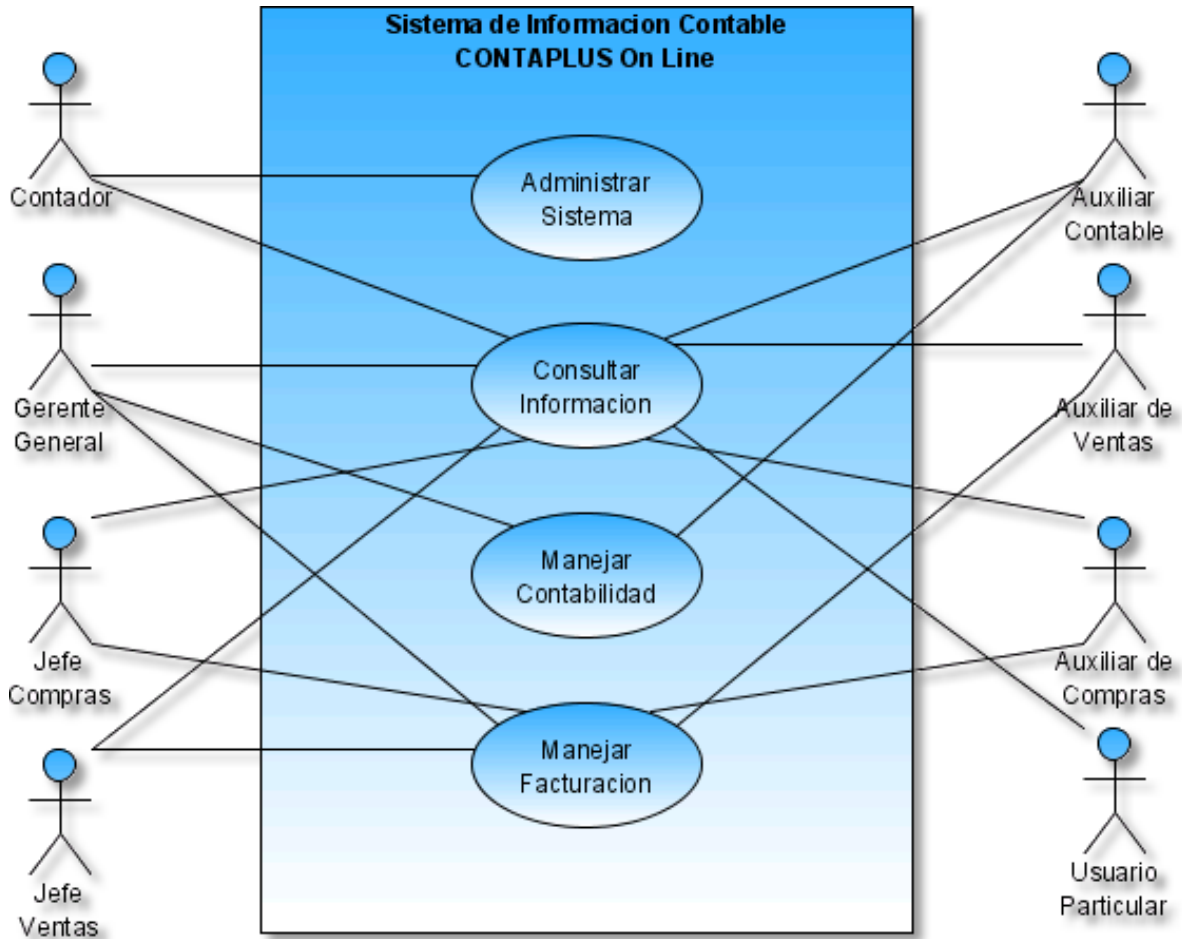 Sistema de Informacion Contable
CONTAPLUS On Line
Contador
Administrar
Sistema
Auxiliar
Contable
Gerente
General
Consultar
Informacion
Auxiliar de
Ventas
Jefe
Compras
Manejar
Contabilidad
Auxiliar de
Compras
Jefe
Ventas
Manejar
Facturacion
Usuario
Particular